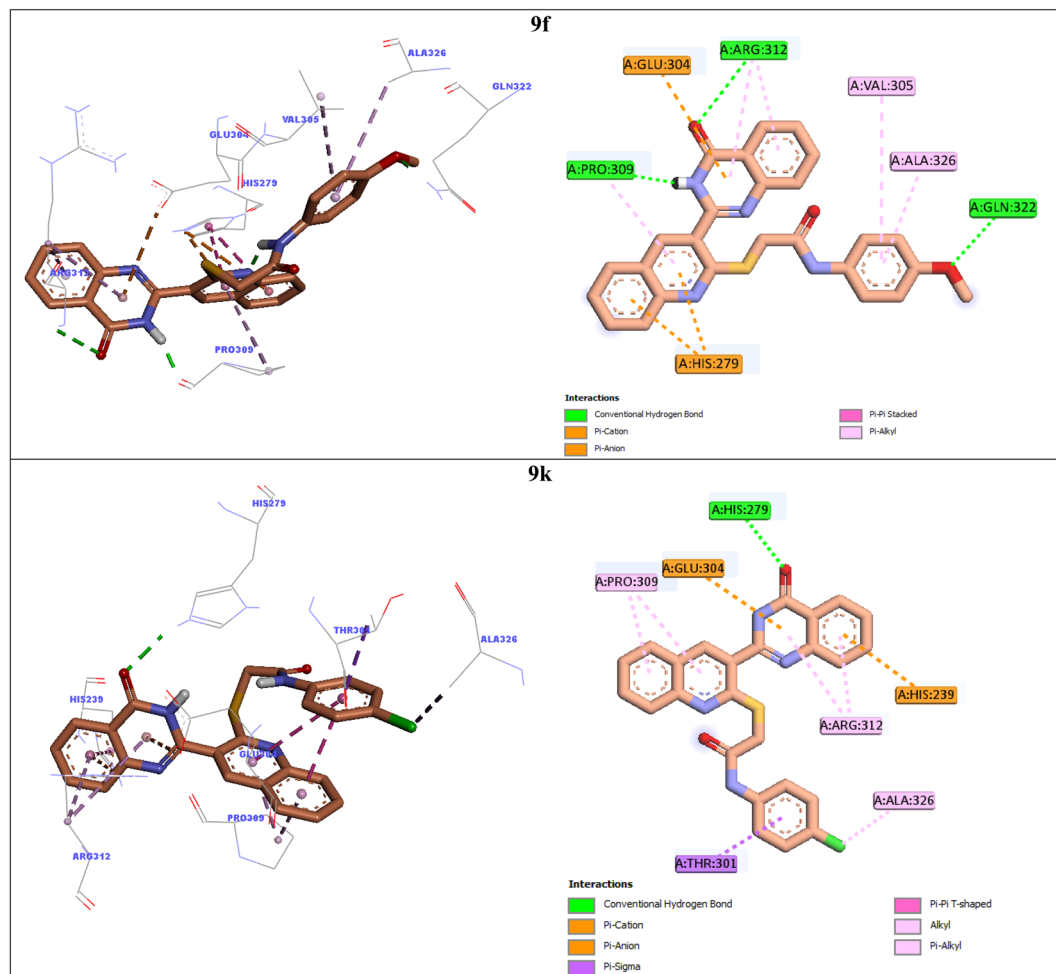 9f
ALA326
GLN322
VAL305
GLU304
HIS279
ARG312
PRO309
A:GLU:304
A:ARG:312
A:VAL:305
A:PRO:309
A:ALA:326
A:GLN:322
A:HIS:279
Interactions
Conventional Hydrogen Bond
Pi-Cation
Pi-Anion
Pi-Pi Stacked
Pi-Alkyl
9k
HIS279
THR301
ALA326
HIS239
PRO309
ARG312
A:HIS:279
A:GLU:304
A:PRO:309
A:HIS:239
A:ARG:312
A:ALA:326
A:THR:301
Interactions
Conventional Hydrogen Bond
Pi-Cation
Pi-Anion
Pi-Sigma
Pi-Pi T-shaped
Alkyl
Pi-Alkyl